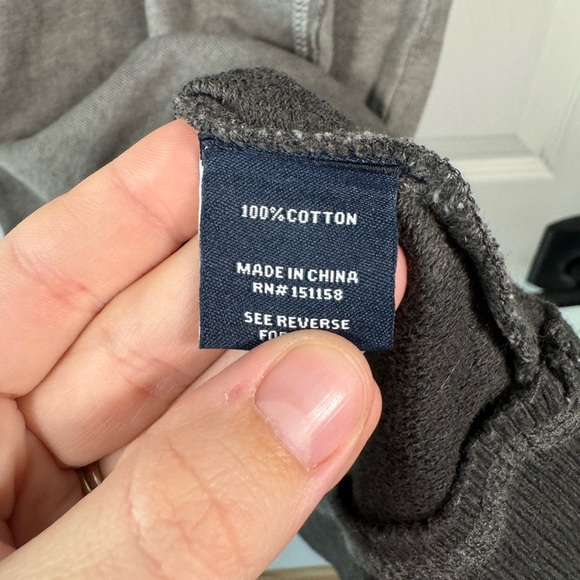 100% COTTON
MADE IN CHINA
RN# 151158
SEE REVERSE